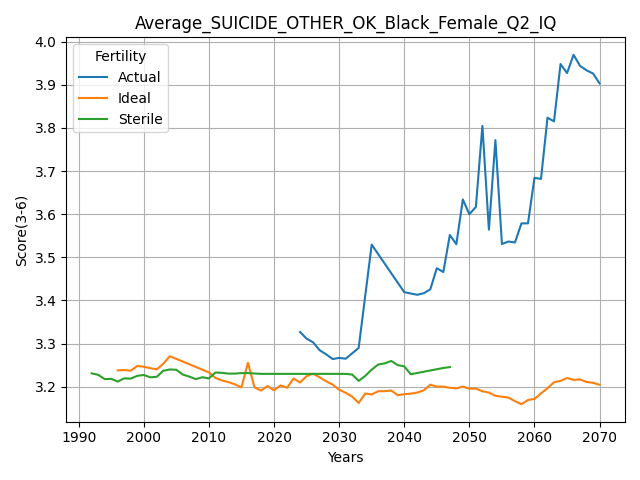 Average_SUICIDE_OTHER_OK_Black_Female_Q2_IQ
Fertility
Actual
Ideal
Sterile
Score(3-6)
4.0
3.9
3.8
3.7
3.6
3.5
3.4
3.3
3.2
1990 2000 2010 2020 2030 2040 2050 2060 2070
Years